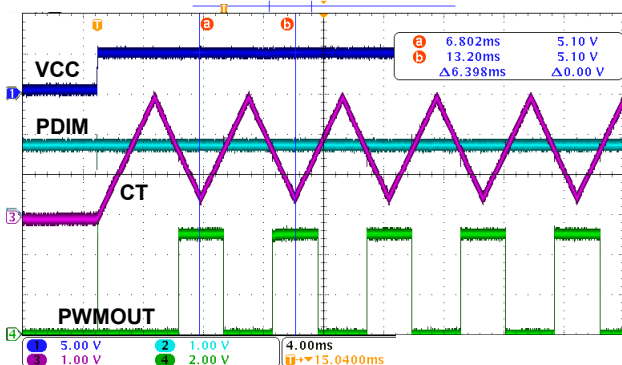 T
T
a
b
a 6.802ms 5.10 V
b 13.20ms 5.10 V
Δ6.398ms Δ0.00 V
VCC
1
PDIM
CT
3
PWMOUT
4
1 5.00 V 2 1.00 V 4.00ms
3 1.00 V 4 2.00 V T→▼15.0400ms